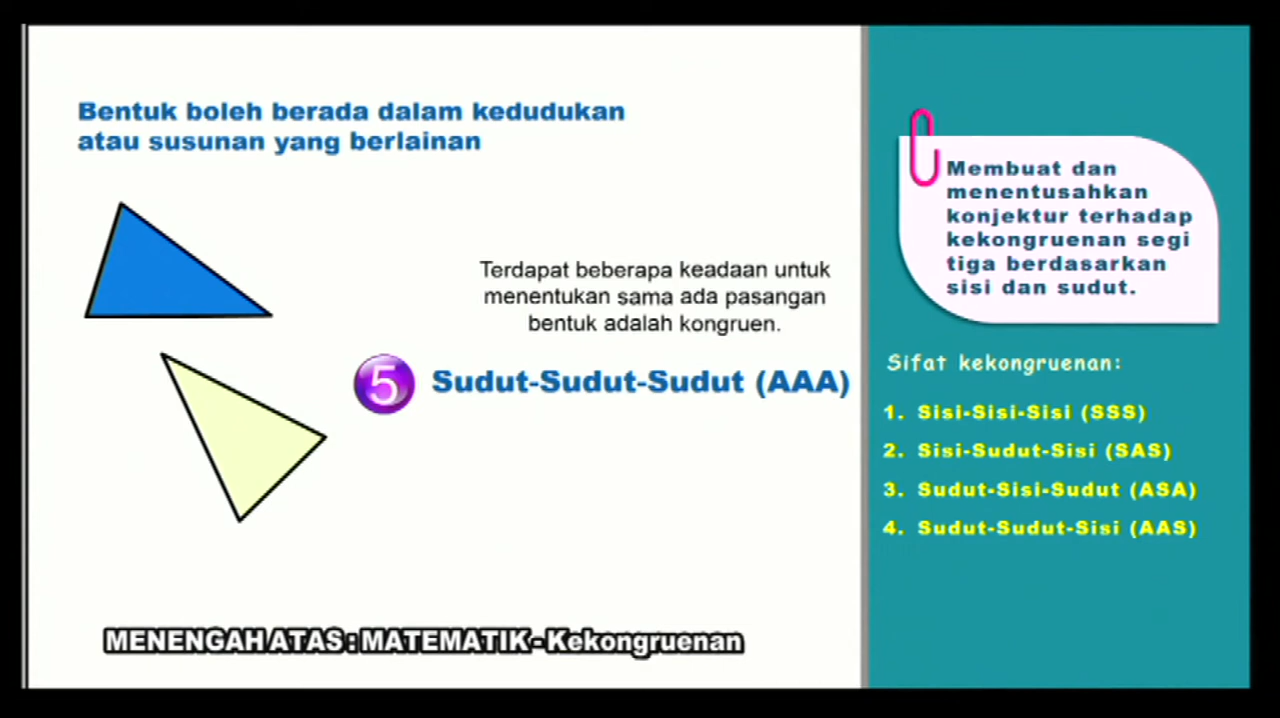 Bentuk boleh berada dalam kedudukan
atau susunan yang berlainan
Terdapat beberapa keadaan untuk
menentukan sama ada pasangan
bentuk adalah kongruen.
5 Sudut-Sudut-Sudut (AAA)
MENENGAH ATAS : MATEMATIK - Kekongruenan
Membuat dan
menentusahkan
konjektur terhadap
kekongruenan segi
tiga berdasarkan
sisi dan sudut.
Sifat kekongruenan:
1. Sisi-Sisi-Sisi (SSS)
2. Sisi-Sudut-Sisi (SAS)
3. Sudut-Sisi-Sudut (ASA)
4. Sudut-Sudut-Sisi (AAS)